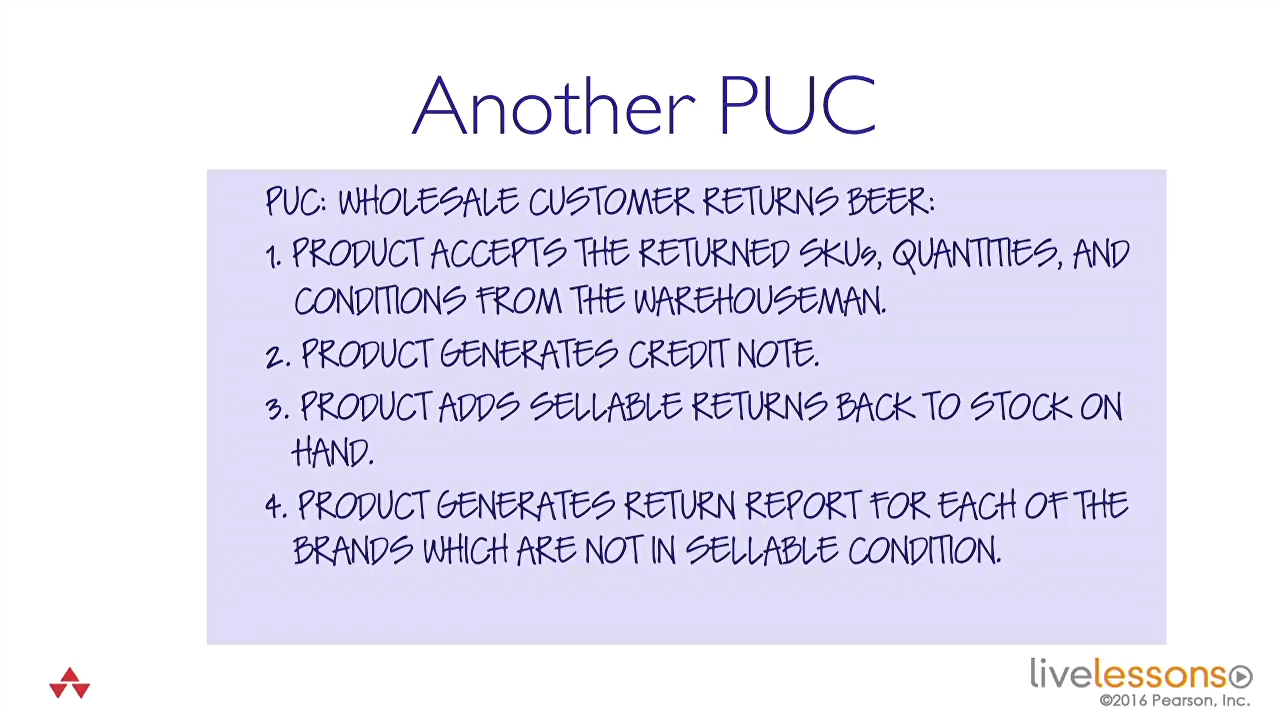 Another PUC
PUC: WHOLESALE CUSTOMER RETURNS BEER:
1. PRODUCT ACCEPTS THE RETURNED SKUs, QUANTITIES, AND
CONDITIONS FROM THE WAREHOUSEMAN.
2. PRODUCT GENERATES CREDIT NOTE.
3. PRODUCT ADDS SELLABLE RETURNS BACK TO STOCK ON
HAND.
4. PRODUCT GENERATES RETURN REPORT FOR EACH OF THE
BRANDS WHICH ARE NOT IN SELLABLE CONDITION.
livelessons
©2016 Pearson, Inc.